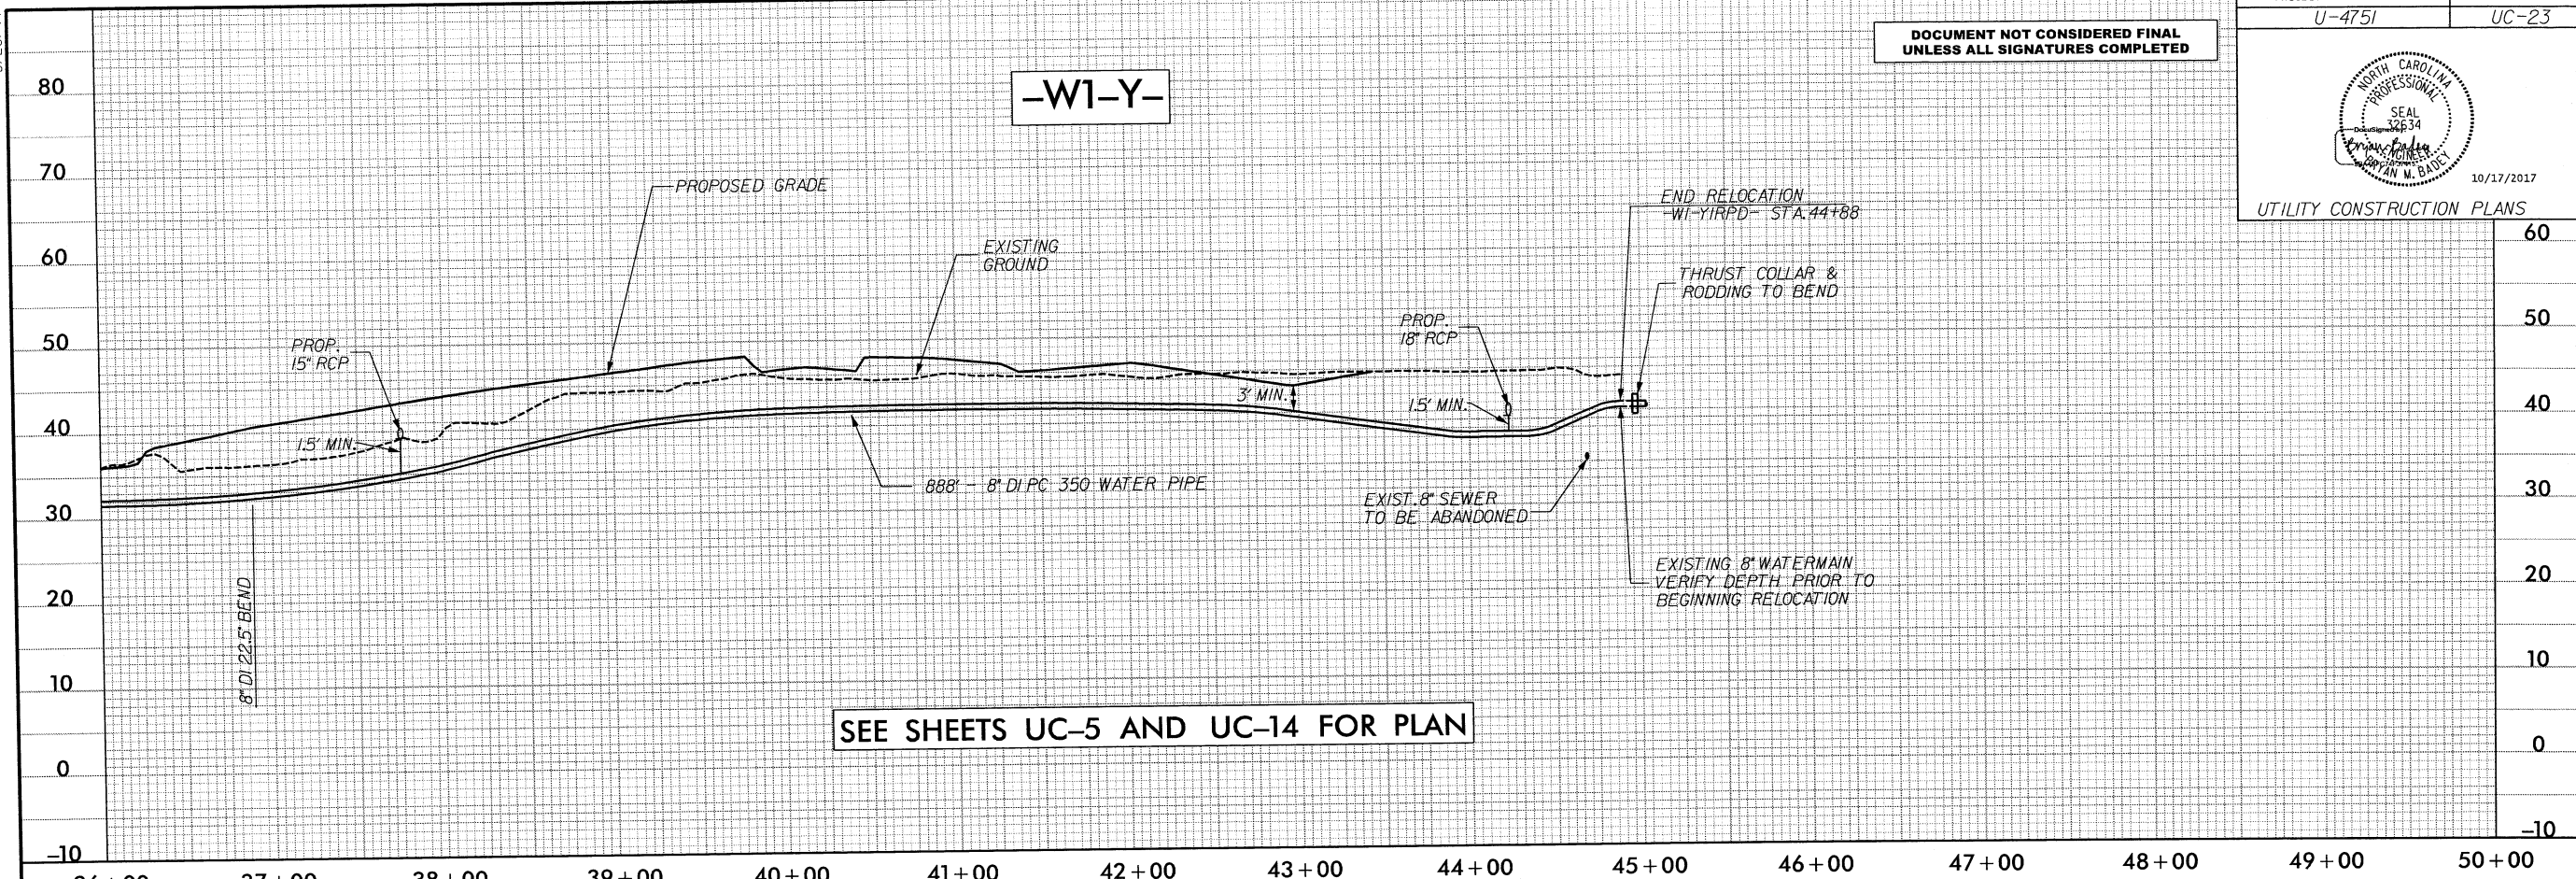 U-4751
UC-23
DOCUMENT NOT CONSIDERED FINAL
UNLESS ALL SIGNATURES COMPLETED
NORTH CAROLINA
PROFESSIONAL
SEAL
32634
ENGINEER
BRYAN M. BADEY
10/17/2017
UTILITY CONSTRUCTION PLANS
–W1–Y–
PROPOSED GRADE
EXISTING
GROUND
END RELOCATION
-W1-Y1RPD- STA. 44+88
THRUST COLLAR &
RODDING TO BEND
PROP.
15" RCP
PROP.
18" RCP
1.5' MIN.
3' MIN.
1.5' MIN.
888' - 8" DI PC 350 WATER PIPE
EXIST. 8" SEWER
TO BE ABANDONED
EXISTING 8" WATERMAIN
VERIFY DEPTH PRIOR TO
BEGINNING RELOCATION
8" DI 22.5° BEND
SEE SHEETS UC–5 AND UC–14 FOR PLAN
80
70
60
50
40
30
20
10
0
–10
60
50
40
30
20
10
0
–10
36+00 37+00 38+00 39+00 40+00 41+00 42+00 43+00 44+00 45+00 46+00 47+00 48+00 49+00 50+00